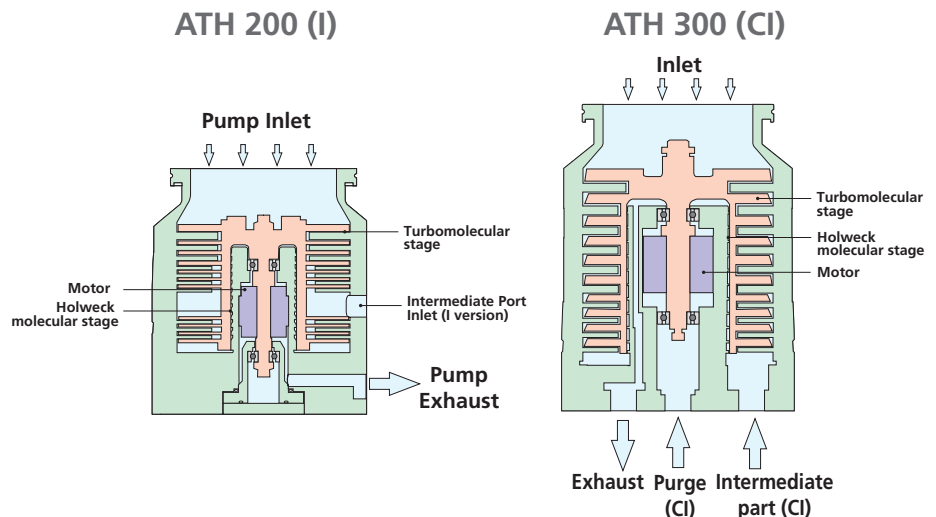 ATH 200 (I)
Pump Inlet
Turbomolecular
stage
Motor
Holweck
molecular stage
Intermediate Port
Inlet (I version)
Pump
Exhaust
ATH 300 (CI)
Inlet
Turbomolecular
stage
Holweck
molecular stage
Motor
Exhaust
Purge
(CI)
Intermediate
part (CI)